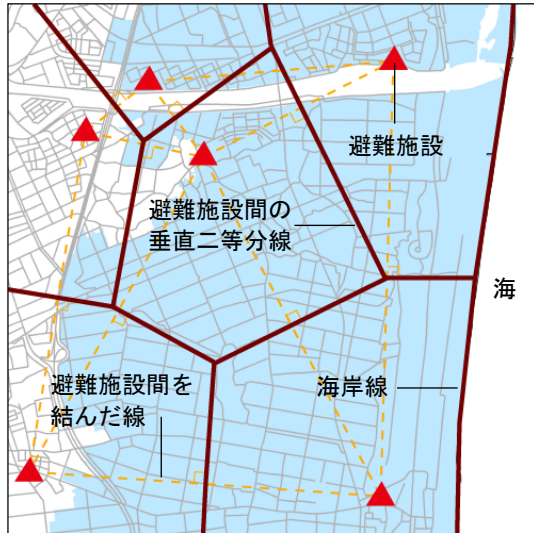 避難施設
避難施設間の
垂直二等分線
海
避難施設間を
結んだ線
海岸線